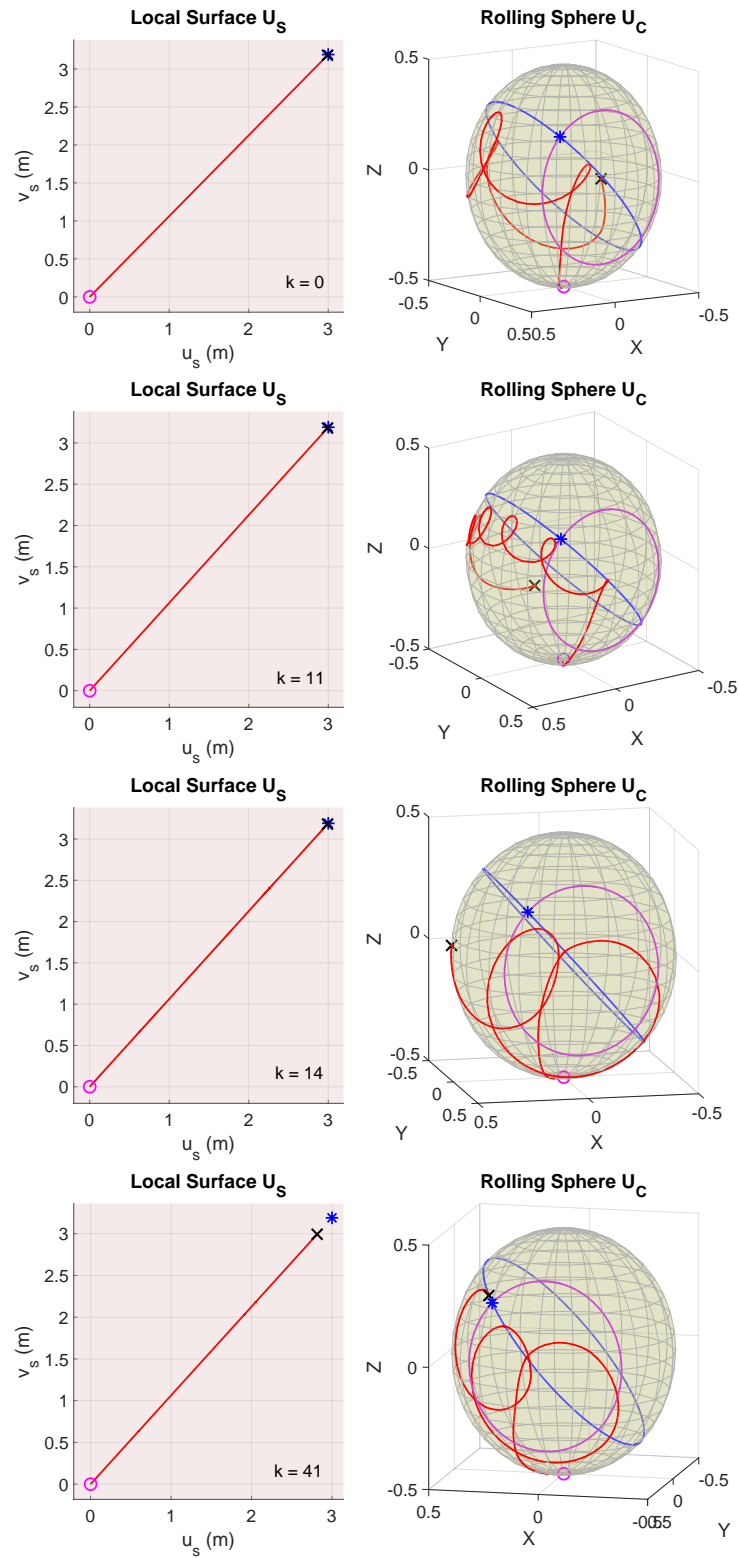 Local Surface U_S
3
2.5
2
1.5
1
0.5
0
v_s (m)
k = 0
0 1 2 3
u_s (m)
Rolling Sphere U_C
0.5
0
-0.5
Z
-0.5
0
0.5
Y
0.5
0
-0.5
X
Local Surface U_S
3
2.5
2
1.5
1
0.5
0
v_s (m)
k = 11
0 1 2 3
u_s (m)
Rolling Sphere U_C
0.5
0
-0.5
Z
-0.5
0
0.5
Y
0.5
0
-0.5
X
Local Surface U_S
3
2.5
2
1.5
1
0.5
0
v_s (m)
k = 14
0 1 2 3
u_s (m)
Rolling Sphere U_C
0.5
0
-0.5
Z
-0.5
0
0.5
Y
0.5
0
-0.5
X
Local Surface U_S
3
2.5
2
1.5
1
0.5
0
v_s (m)
k = 41
0 1 2 3
u_s (m)
Rolling Sphere U_C
0.5
0
-0.5
Z
0.5
0
-0.5
X
0.5
0
-0.5
Y